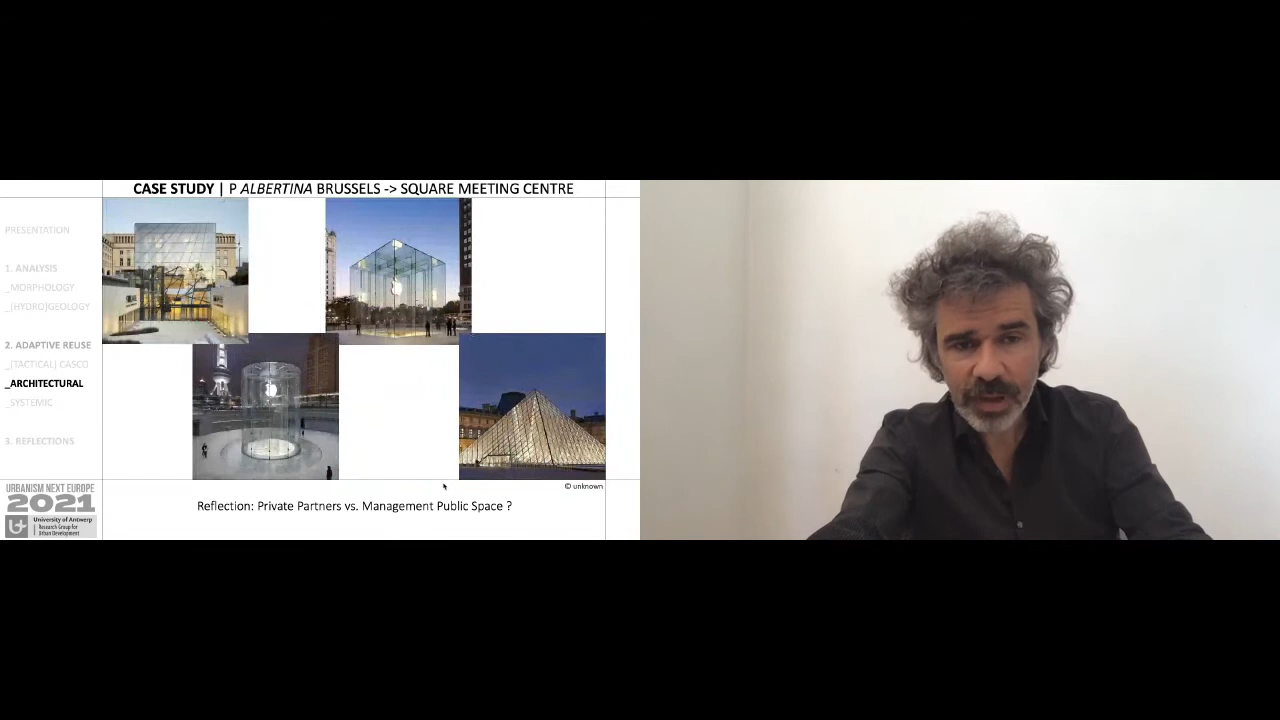 CASE STUDY | P ALBERTINA BRUSSELS -> SQUARE MEETING CENTRE
PRESENTATION
1. ANALYSIS
_MORPHOLOGY
_(HYDRO)GEOLOGY
2. ADAPTIVE REUSE
_(TACTICAL) CASCO
_ARCHITECTURAL
_SYSTEMIC
3. REFLECTIONS
URBANISM NEXT EUROPE
2021
University of Antwerp
Research Group for
Urban Development
© unknown
Reflection: Private Partners vs. Management Public Space ?